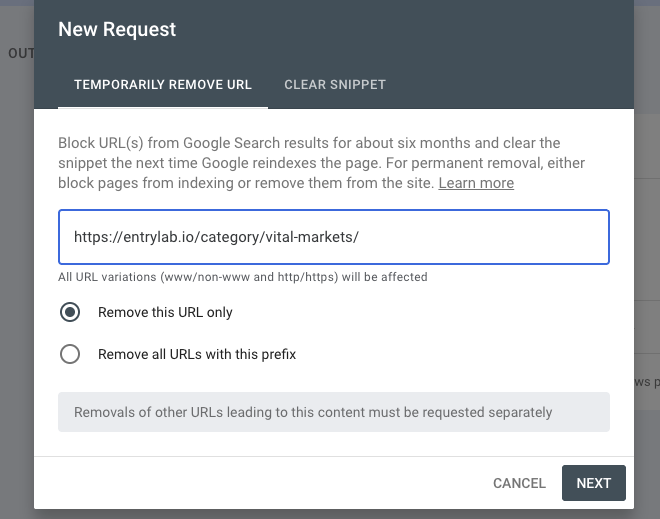 New Request
OUT
TEMPORARILY REMOVE URL CLEAR SNIPPET
Block URL(s) from Google Search results for about six months and clear the
snippet the next time Google reindexes the page. For permanent removal, either
block pages from indexing or remove them from the site. Learn more
https://entrylab.io/category/vital-markets/
All URL variations (www/non-www and http/https) will be affected
Remove this URL only
Remove all URLs with this prefix
ws p
Removals of other URLs leading to this content must be requested separately
CANCEL NEXT